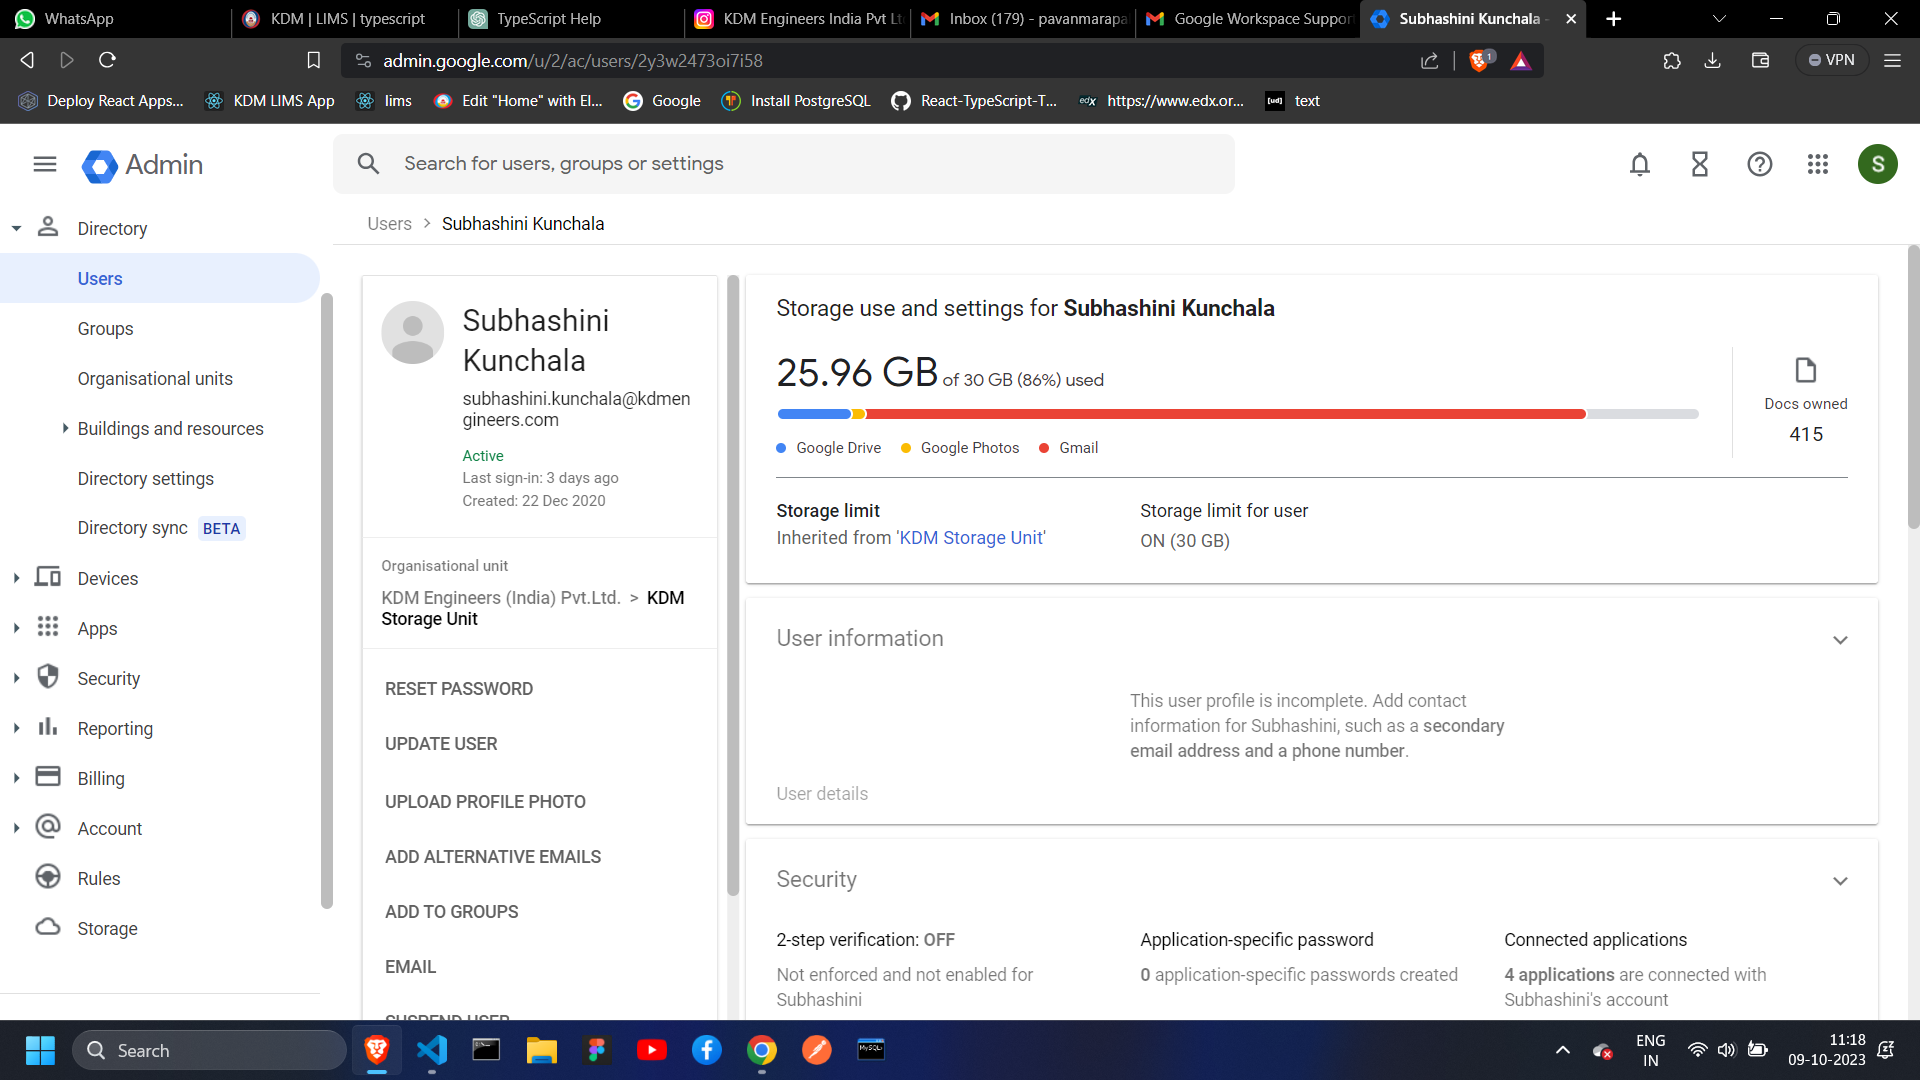 WhatsApp
KDM | LIMS | typescript
TypeScript Help
KDM Engineers India Pvt Lt
Inbox (179) - pavanmarapal
Google Workspace Support
Subhashini Kunchala -
admin.google.com/u/2/ac/users/2y3w2473oi7i58
1
VPN
Deploy React Apps...
KDM LIMS App
lims
Edit "Home" with El...
Google
Install PostgreSQL
React-TypeScript-T...
edX
https://www.edx.or...
[ud]
text
Admin
Search for users, groups or settings
S
Directory
Users
Groups
Organisational units
Buildings and resources
Directory settings
Directory sync BETA
Devices
Apps
Security
Reporting
Billing
Account
Rules
Storage
Users > Subhashini Kunchala
Subhashini
Kunchala
subhashini.kunchala@kdmen
gineers.com
Active
Last sign-in: 3 days ago
Created: 22 Dec 2020
Organisational unit
KDM Engineers (India) Pvt.Ltd. > KDM
Storage Unit
RESET PASSWORD
UPDATE USER
UPLOAD PROFILE PHOTO
ADD ALTERNATIVE EMAILS
ADD TO GROUPS
EMAIL
SUSPEND USER
Storage use and settings for Subhashini Kunchala
25.96 GB of 30 GB (86%) used
Google Drive
Google Photos
Gmail
Docs owned
415
Storage limit
Inherited from 'KDM Storage Unit'
Storage limit for user
ON (30 GB)
User information
This user profile is incomplete. Add contact
information for Subhashini, such as a secondary
email address and a phone number.
User details
Security
2-step verification: OFF
Not enforced and not enabled for
Subhashini
Application-specific password
0 application-specific passwords created
Connected applications
4 applications are connected with
Subhashini's account
Search
MySQL
ENG
IN
11:18
09-10-2023